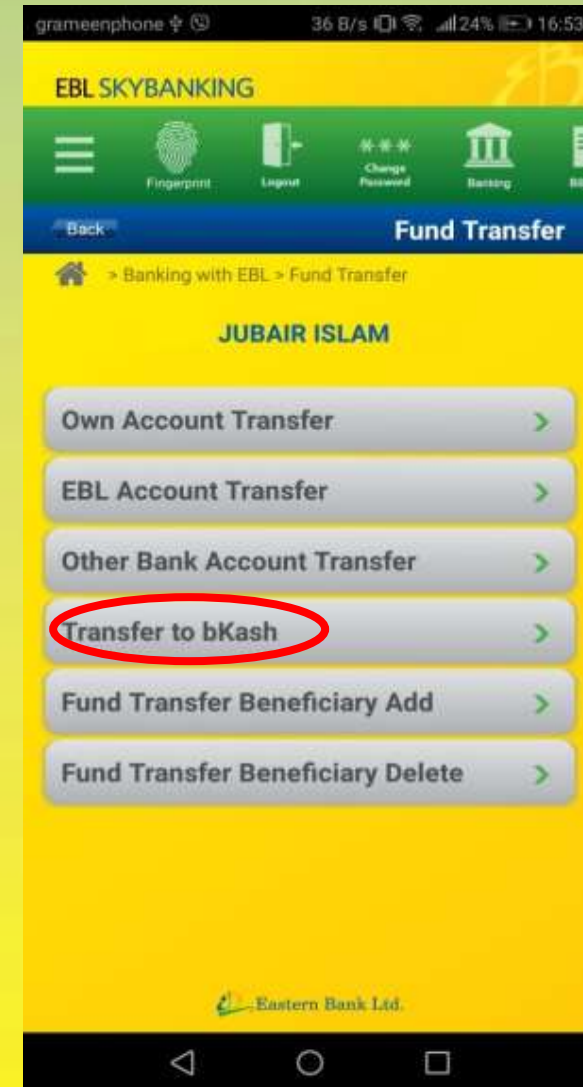 grameenphone 36 B/s 24% 16:53
EBL SKYBANKING
Fingerprint Logout *** Change Password Banking
Back Fund Transfer
> Banking with EBL > Fund Transfer
JUBAIR ISLAM
Own Account Transfer >
EBL Account Transfer >
Other Bank Account Transfer >
Transfer to bKash >
Fund Transfer Beneficiary Add >
Fund Transfer Beneficiary Delete >
Eastern Bank Ltd.